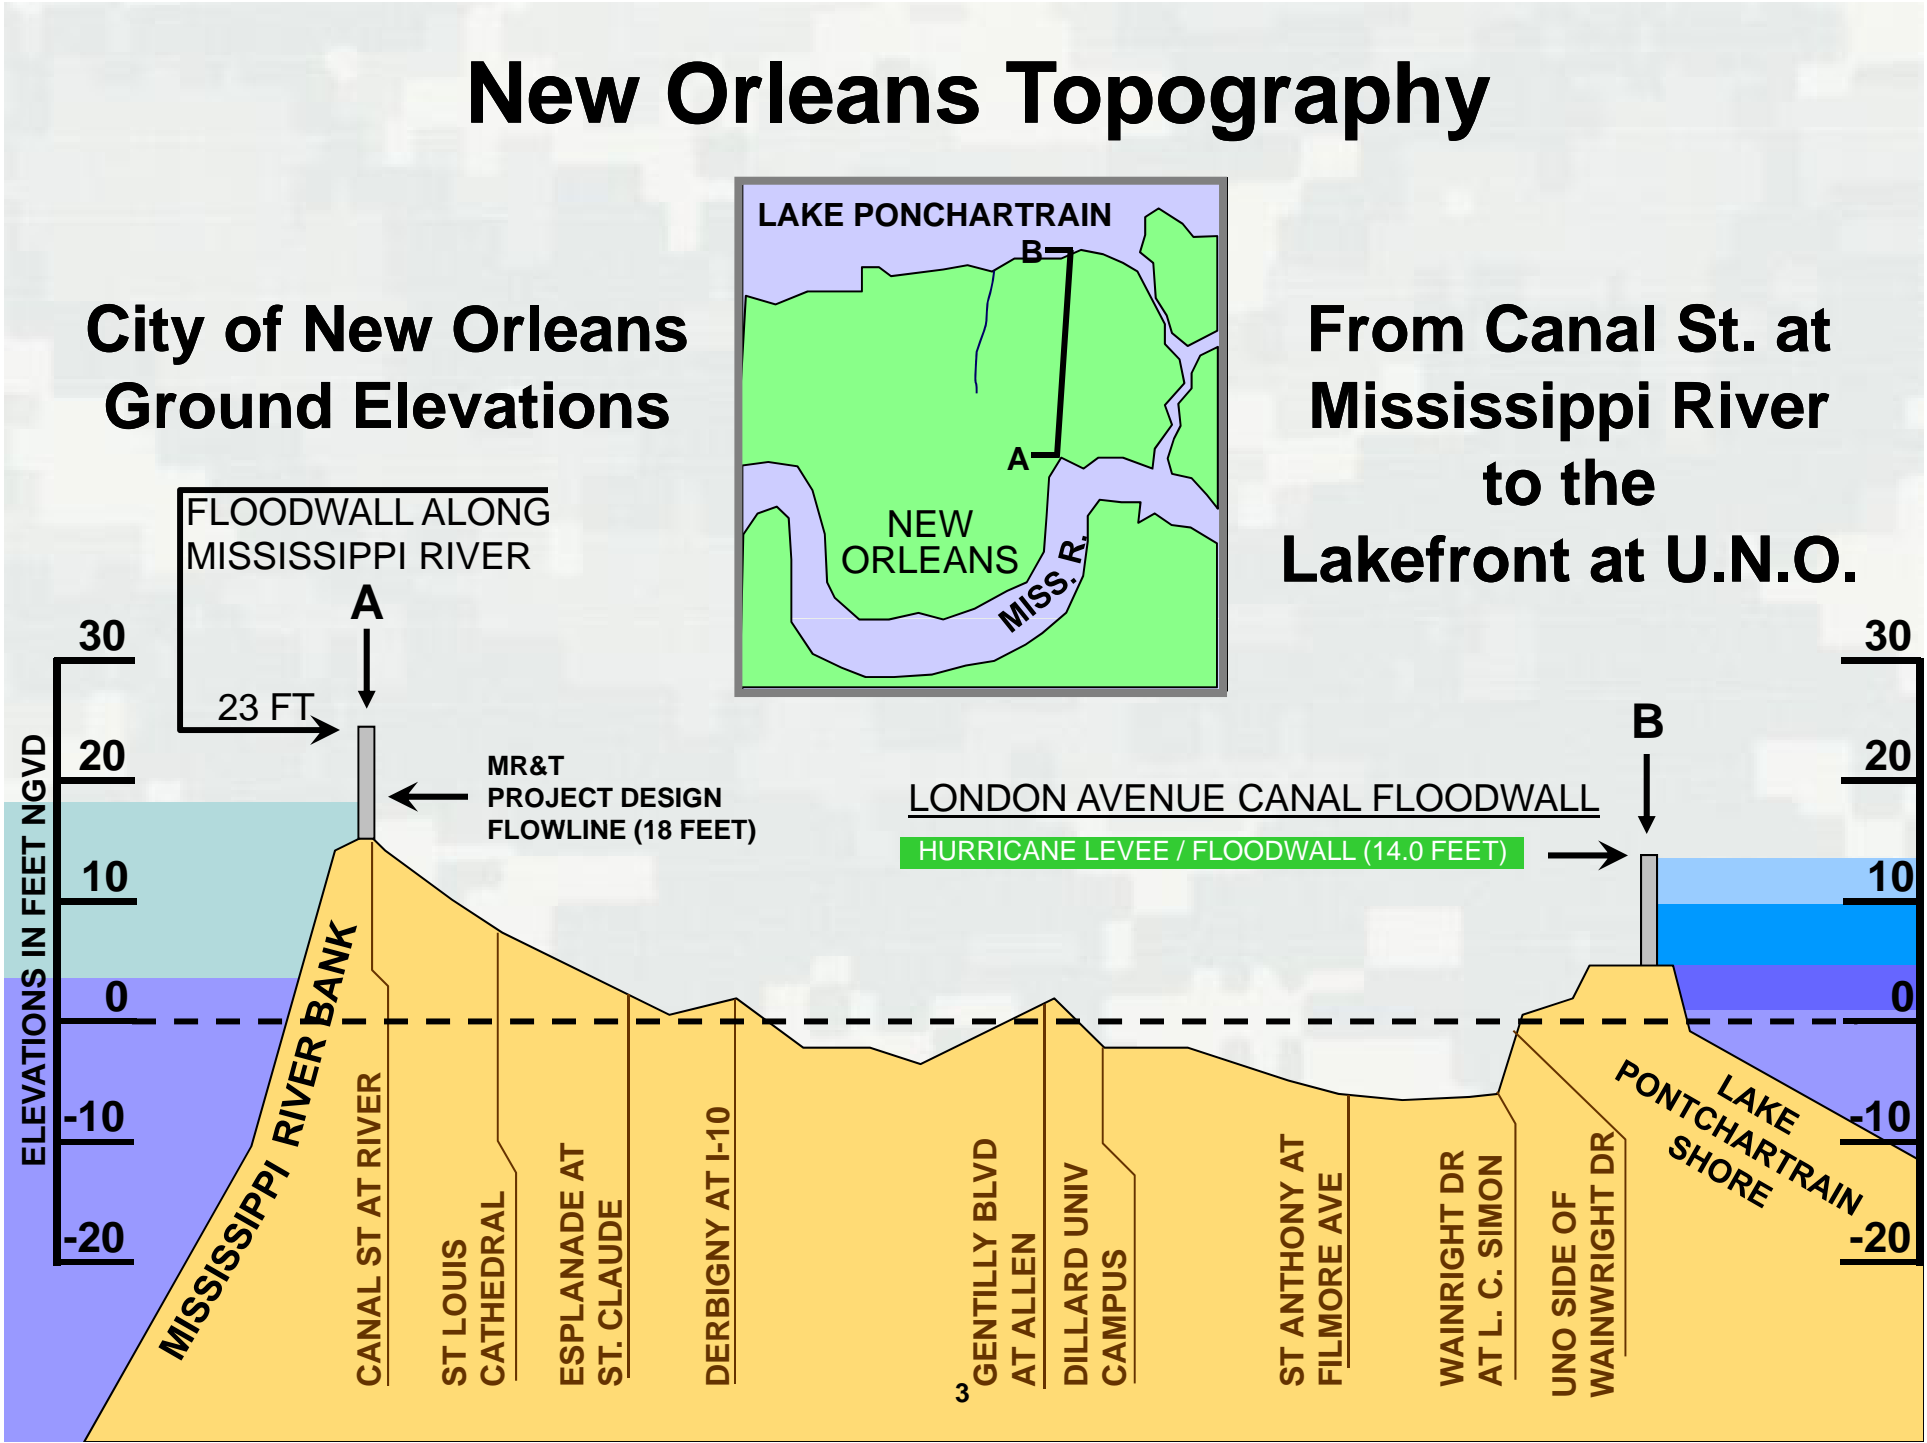 New Orleans Topography
LAKE PONCHARTRAIN
B
A
NEW
ORLEANS
MISS. R.
City of New Orleans
Ground Elevations
From Canal St. at
Mississippi River
to the
Lakefront at U.N.O.
FLOODWALL ALONG
MISSISSIPPI RIVER
A
23 FT
MR&T
PROJECT DESIGN
FLOWLINE (18 FEET)
B
LONDON AVENUE CANAL FLOODWALL
HURRICANE LEVEE / FLOODWALL (14.0 FEET)
ELEVATIONS IN FEET NGVD
30
20
10
0
-10
-20
30
20
10
0
-10
-20
MISSISSIPPI RIVER BANK
CANAL ST AT RIVER
ST LOUIS
CATHEDRAL
ESPLANADE AT
ST. CLAUDE
DERBIGNY AT I-10
GENTILLY BLVD
AT ALLEN
DILLARD UNIV
CAMPUS
ST ANTHONY AT
FILMORE AVE
WAINRIGHT DR
AT L. C. SIMON
UNO SIDE OF
WAINWRIGHT DR
LAKE
PONTCHARTRAIN
SHORE
3